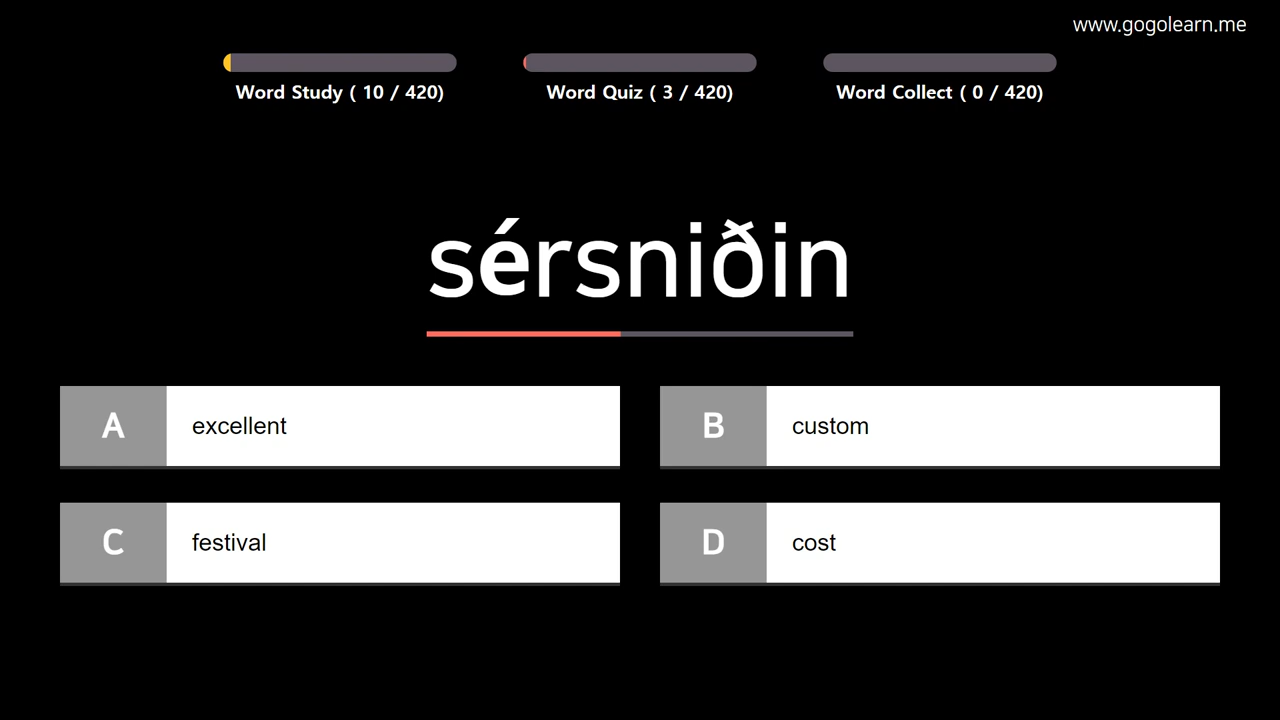 www.gogolearn.me
Word Study ( 10 / 420)
Word Quiz ( 3 / 420)
Word Collect ( 0 / 420)
sérsniðin
A
excellent
B
custom
C
festival
D
cost